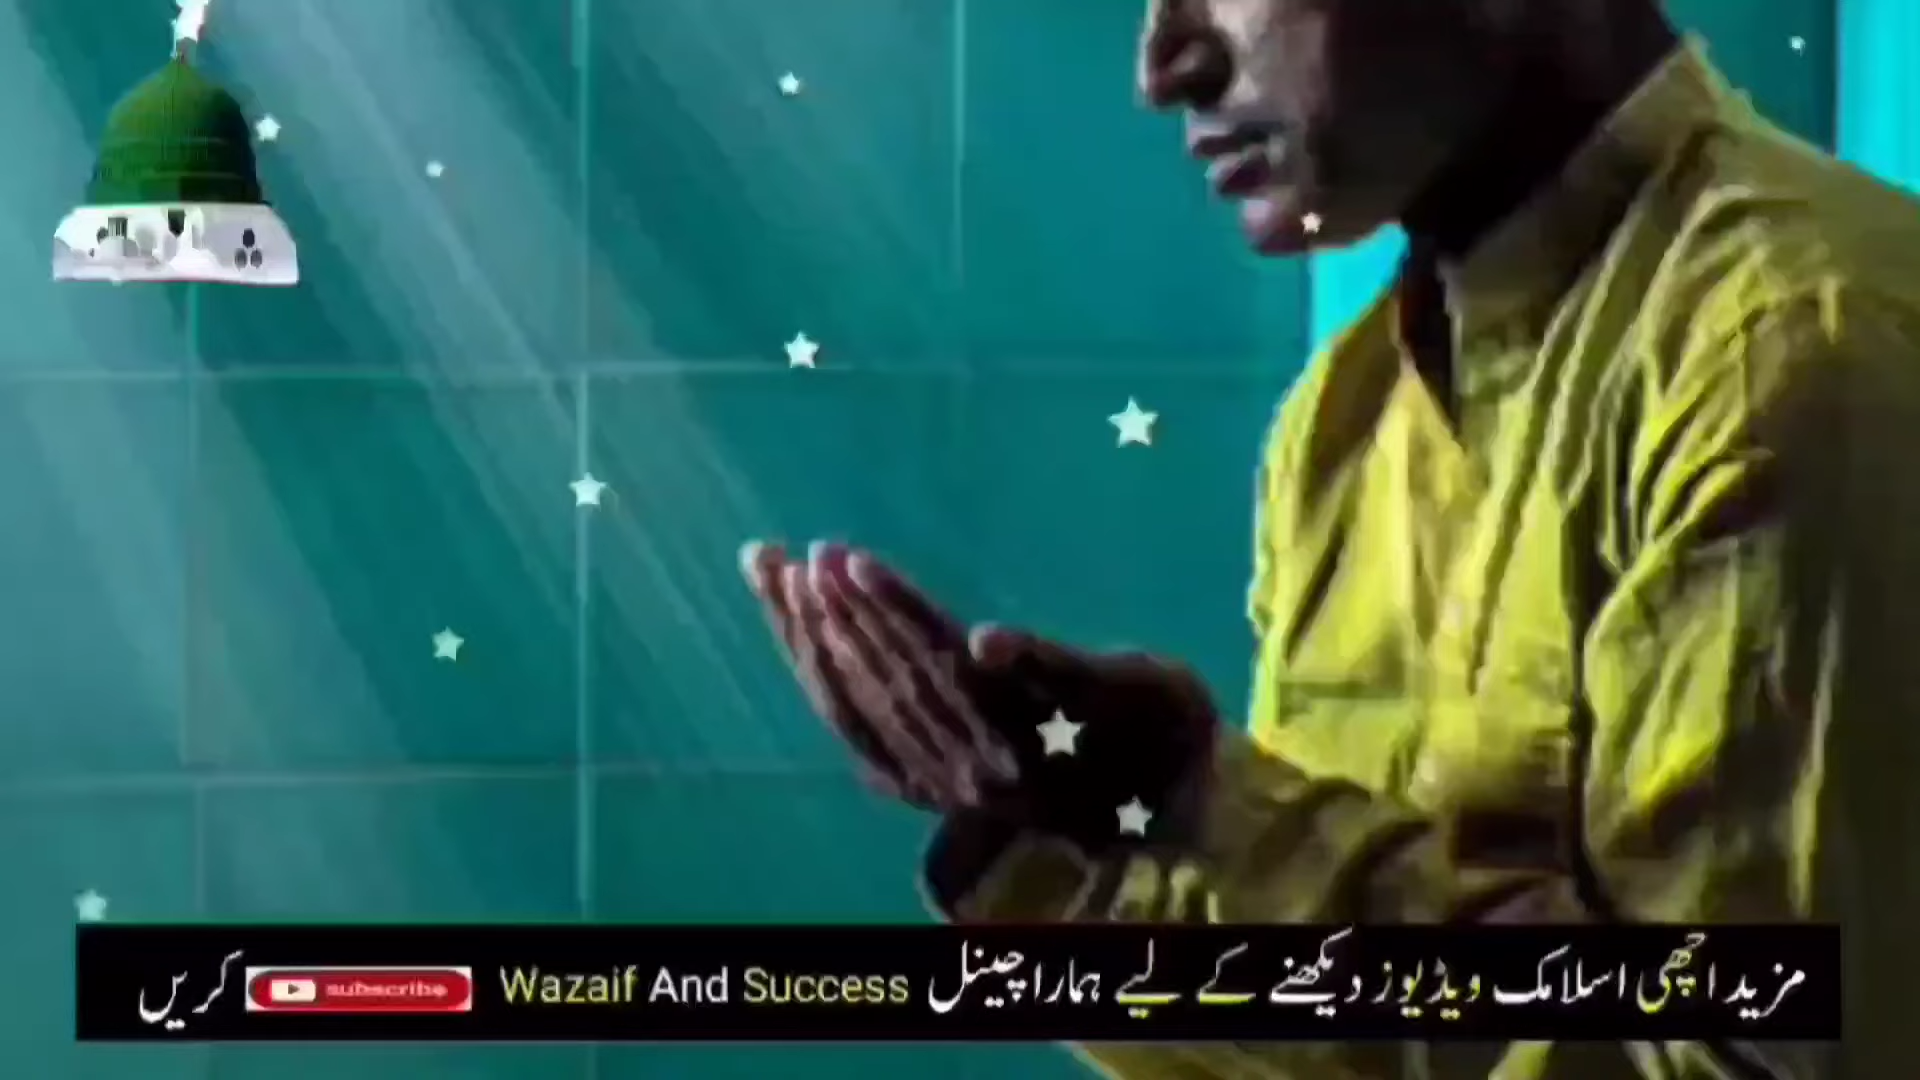 مزید اچھی اسلامک ویڈیوز دیکھنے کے لیے ہمارا چینل Wazaif And Success subscribe کریں